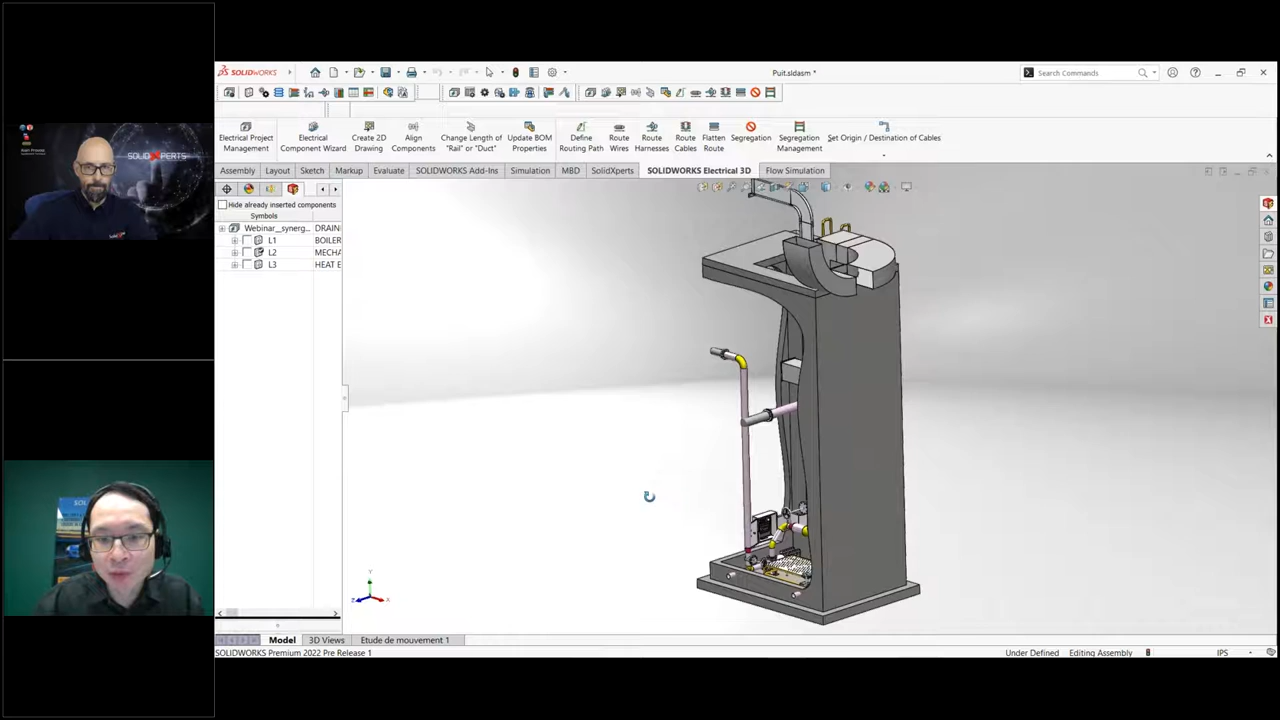 SOLIDXPERTS
SOLIDWORKS
Puit.sldasm *
Search Commands
Electrical Project Management
Electrical Component Wizard
Create 2D Drawing
Align Components
Change Length of "Rail" or "Duct"
Update BOM Properties
Define Routing Path
Route Wires
Route Harnesses
Route Cables
Flatten Route
Segregation
Segregation Management
Set Origin / Destination of Cables
Assembly
Layout
Sketch
Markup
Evaluate
SOLIDWORKS Add-Ins
Simulation
MBD
SolidXperts
SOLIDWORKS Electrical 3D
Flow Simulation
Hide already inserted components
Symbols
Webinar_synerg... DRAIN
L1 BOILER
L2 MECHA
L3 HEAT E
Y
Z
X
Model
3D Views
Etude de mouvement 1
SOLIDWORKS Premium 2022 Pre Release 1
Under Defined
Editing Assembly
IPS